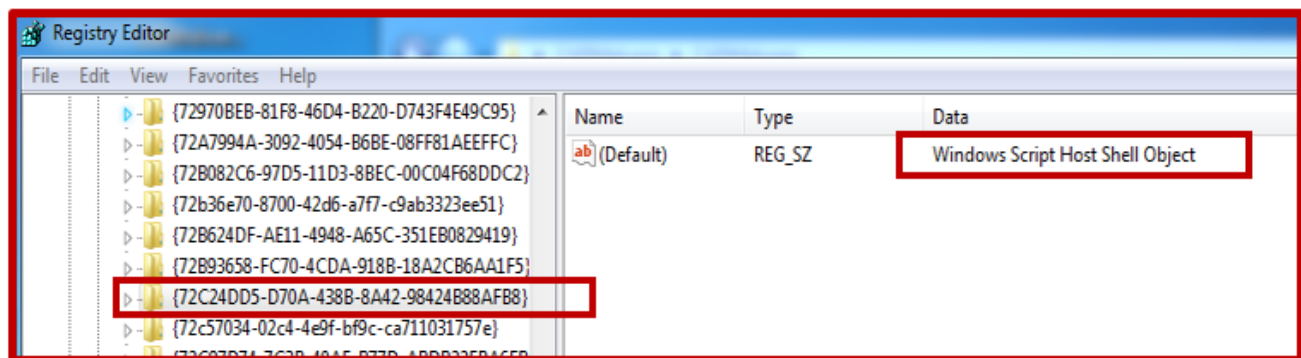 Registry Editor
File Edit View Favorites Help
{72970BEB-81F8-46D4-B220-D743F4E49C95}
{72A7994A-3092-4054-B6BE-08FF81AEEFFC}
{72B082C6-97D5-11D3-8BEC-00C04F68DDC2}
{72b36e70-8700-42d6-a7f7-c9ab3323ee51}
{72B624DF-AE11-4948-A65C-351EB0829419}
{72B93658-FC70-4CDA-918B-18A2CB6AA1F5}
{72C24DD5-D70A-438B-8A42-98424B88AFB8}
{72c57034-02c4-4e9f-bf9c-ca711031757e}
Name Type Data
ab (Default) REG_SZ Windows Script Host Shell Object